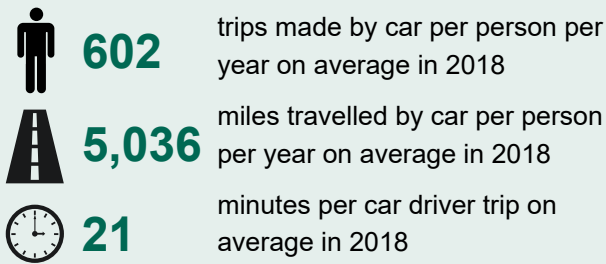 602 trips made by car per person per
year on average in 2018
5,036 miles travelled by car per person
per year on average in 2018
21 minutes per car driver trip on
average in 2018